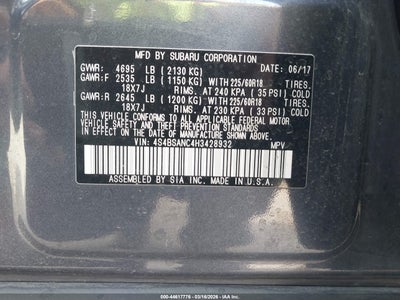 MFD.BY SUBARU CORPORATION
GVWR: 4695 LB ( 2130 KG) DATE: 06/17
GAWR:F 2535 LB ( 1150 KG) WITH 225/60R18 TIRES.
18X7J RIMS.AT 240 KPA ( 35 PSI) COLD
GAWR:R 2645 LB ( 1200 KG) WITH 225/60R18 TIRES.
18X7J RIMS.AT 230 KPA ( 33 PSI) COLD
THIS VEHICLE CONFORMS TO ALL APPLICABLE FEDERAL MOTOR
VEHICLE SAFETY AND THEFT PREVENTION STANDARDS
IN EFFECT ON THE DATE OF MANUFACTURE SHOWN ABOVE.
VIN: 4S4BSANC4H3428932 MPV
ASSEMBLED BY SIA INC. MADE IN U.S.A.
000-44617776 - 03/16/2026 - IAA, Inc.